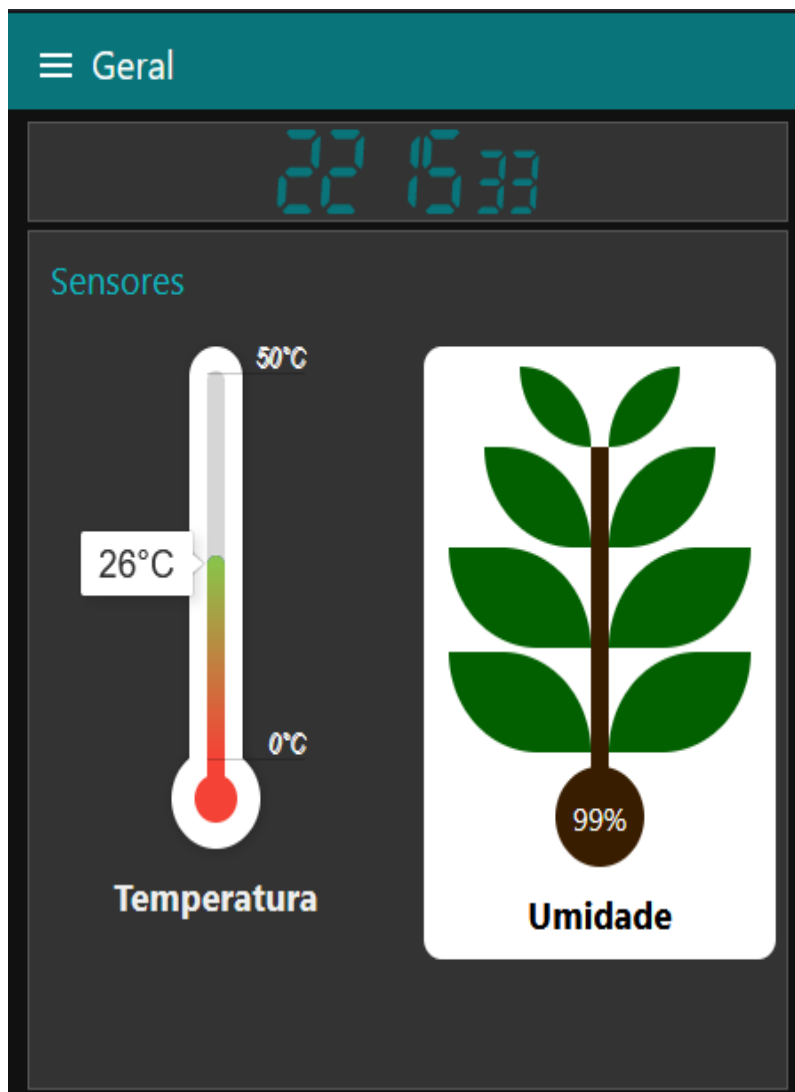 Geral
22 15 33
Sensores
50°C
26°C
0°C
99%
Temperatura
Umidade